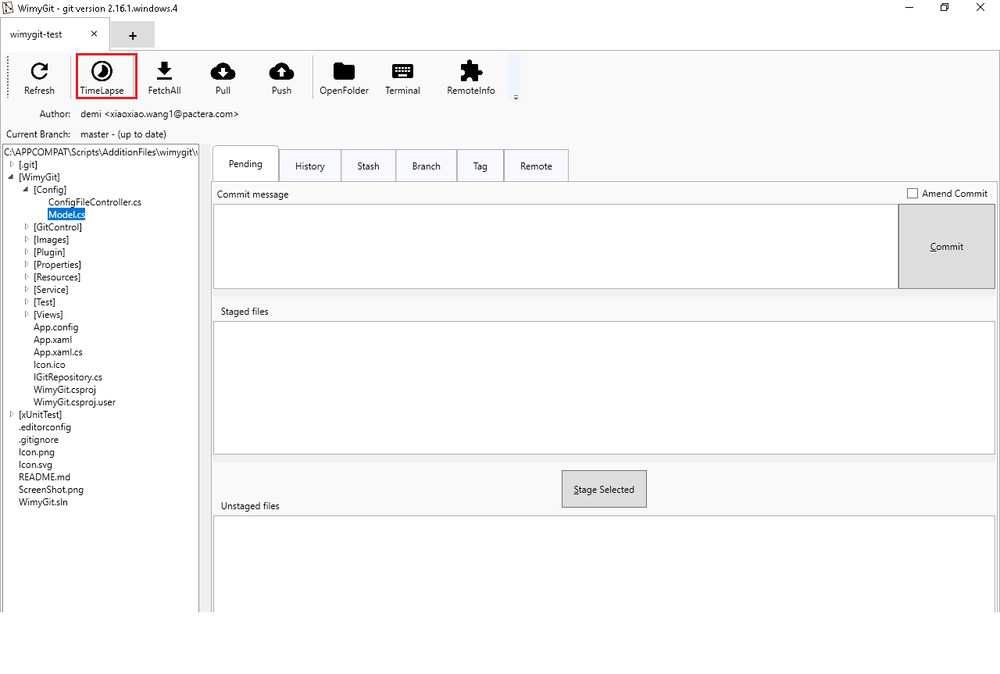 WimyGit - git version 2.16.1.windows.4
wimygit-test
Refresh TimeLapse FetchAll Pull Push OpenFolder Terminal RemoteInfo
Author: demi <xiaoxiao.wang1@pactera.com>
Current Branch: master - (up to date)
C:\APPCOMPAT\Scripts\AdditionFiles\wimygit\
[.git]
[WimyGit]
[Config]
ConfigFileController.cs
Model.cs
[GitControl]
[Images]
[Plugin]
[Properties]
[Resources]
[Service]
[Test]
[Views]
App.config
App.xaml
App.xaml.cs
Icon.ico
IGitRepository.cs
WimyGit.csproj
WimyGit.csproj.user
[xUnitTest]
.editorconfig
.gitignore
Icon.png
Icon.svg
README.md
ScreenShot.png
WimyGit.sln
Pending History Stash Branch Tag Remote
Commit message
Amend Commit
Commit
Staged files
Stage Selected
Unstaged files